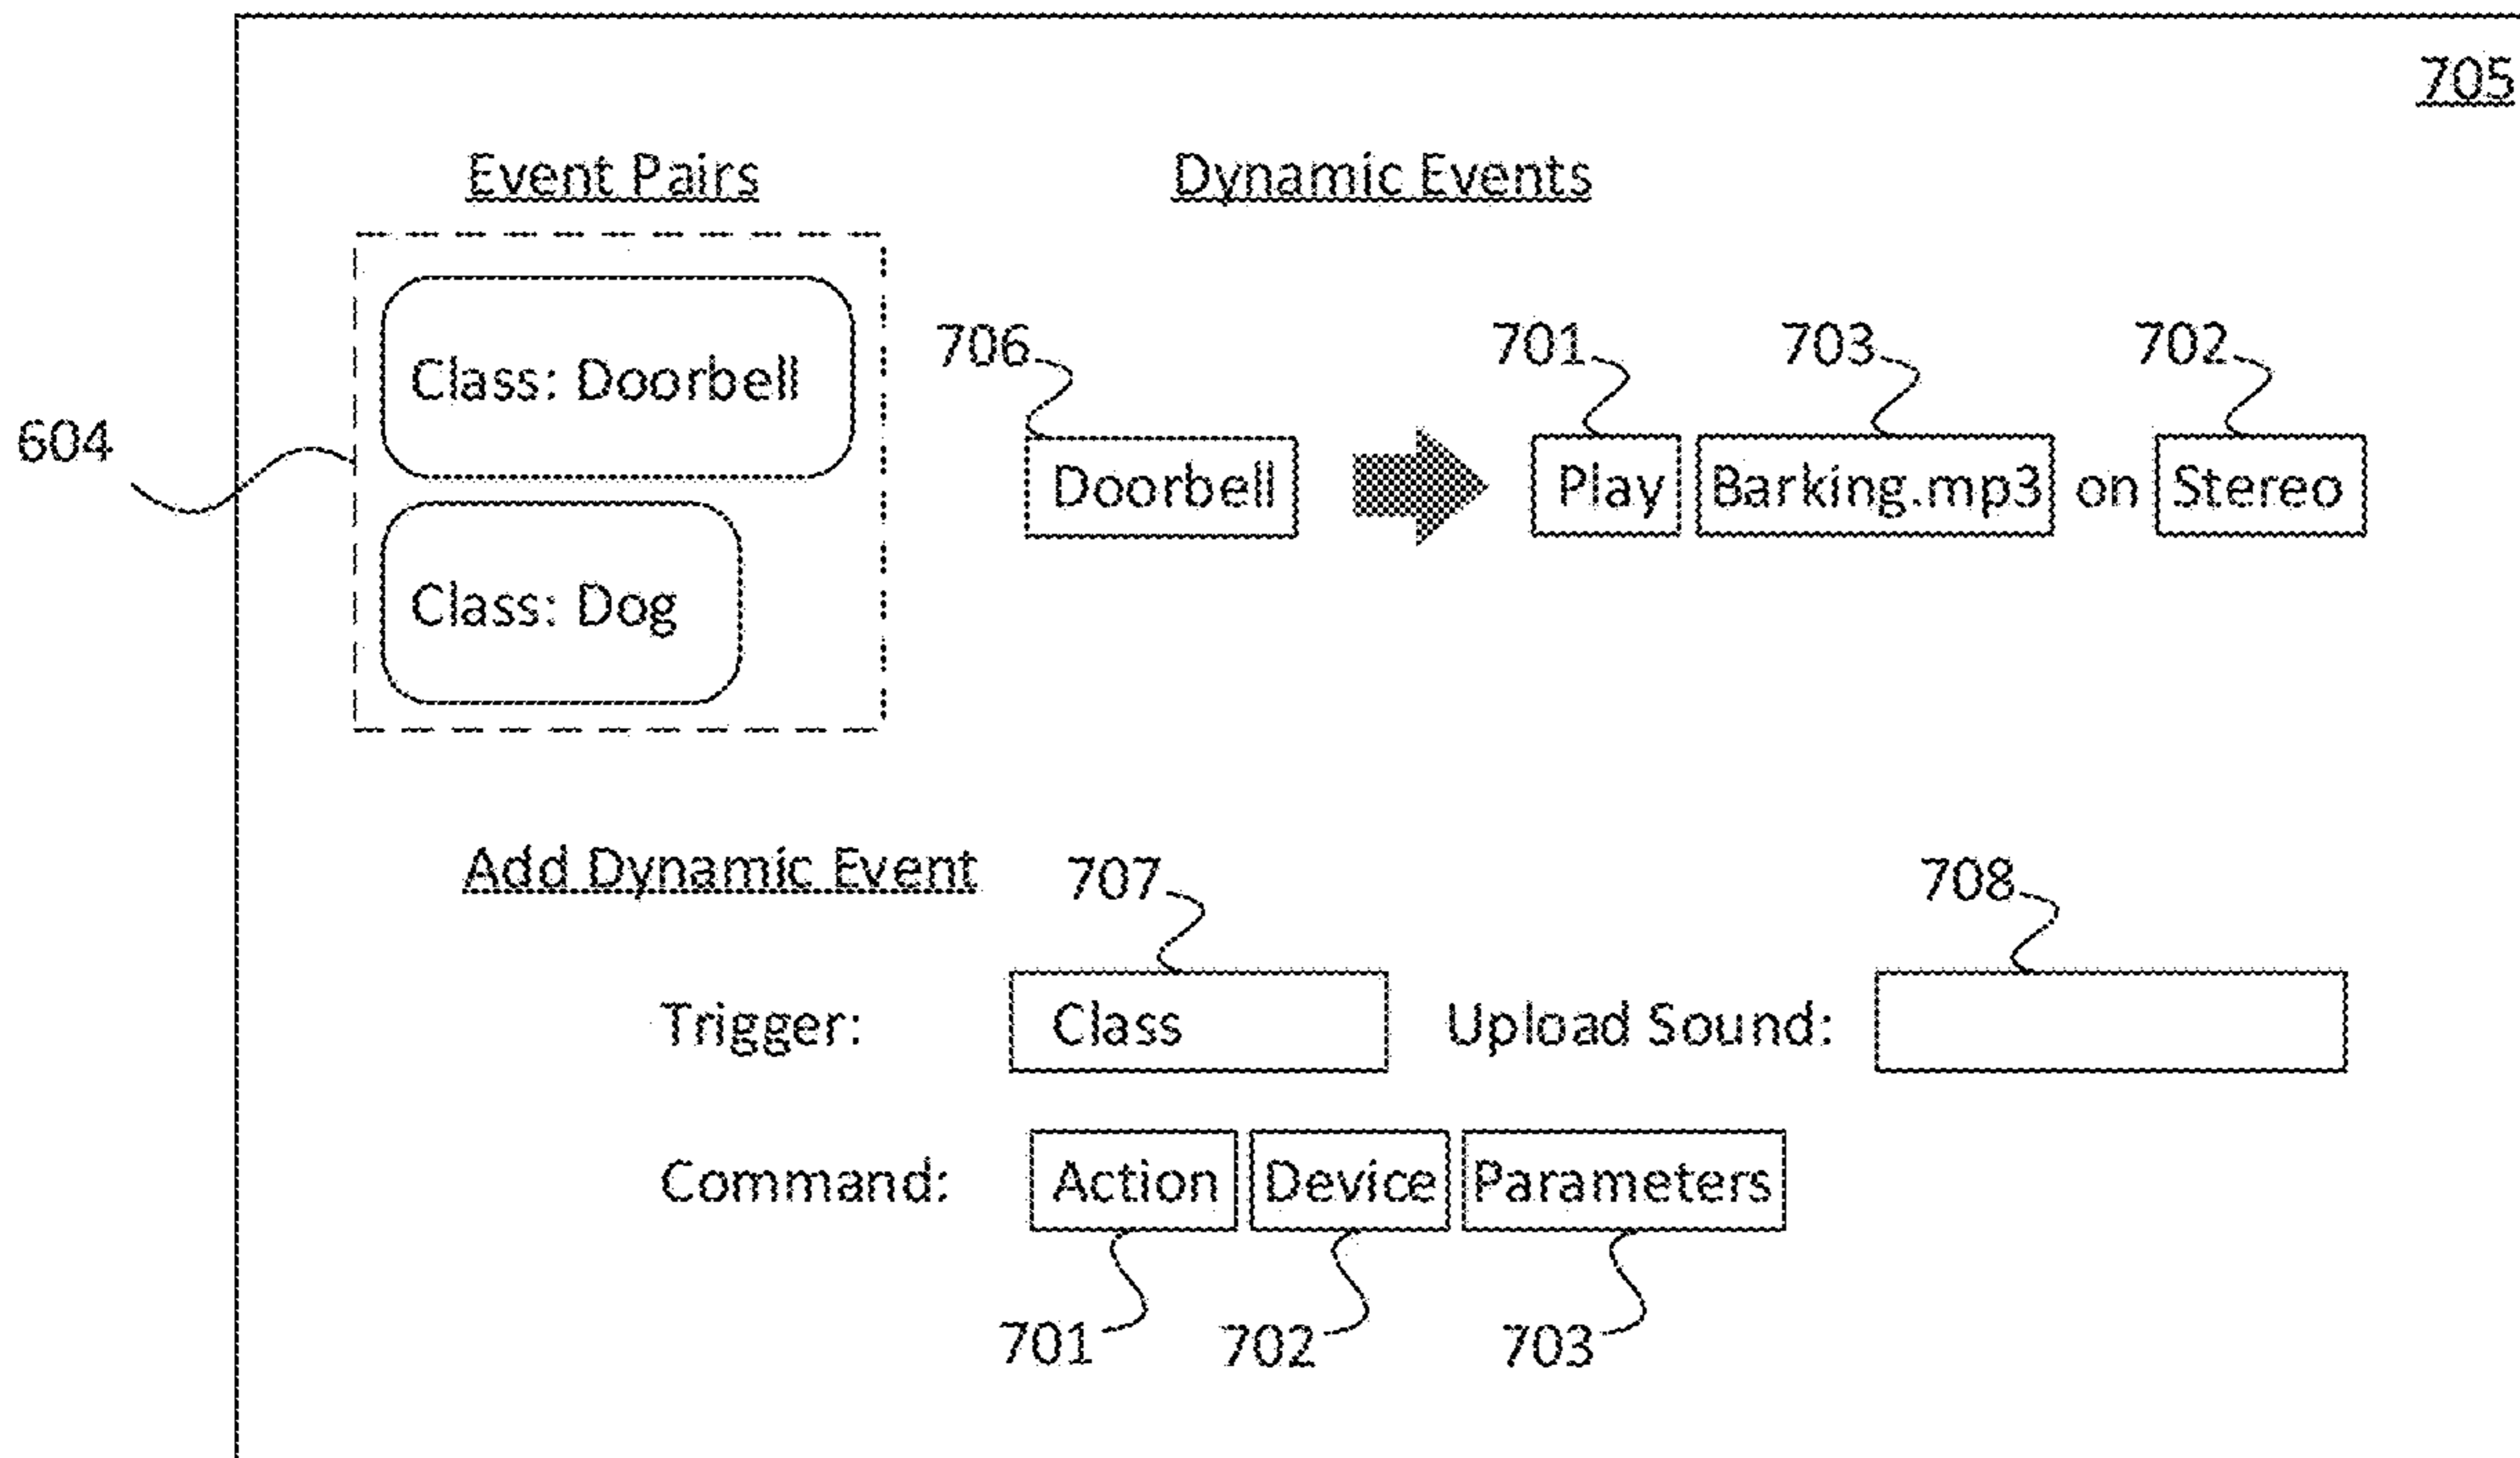 705
Event Pairs Dynamic Events
Class: Doorbell
706 701 703 702
604
Doorbell Play Barking.mp3 on Stereo
Class: Dog
Add Dynamic Event 707 708
Trigger: Class Upload Sound:
Command: Action Device Parameters
701 702 703